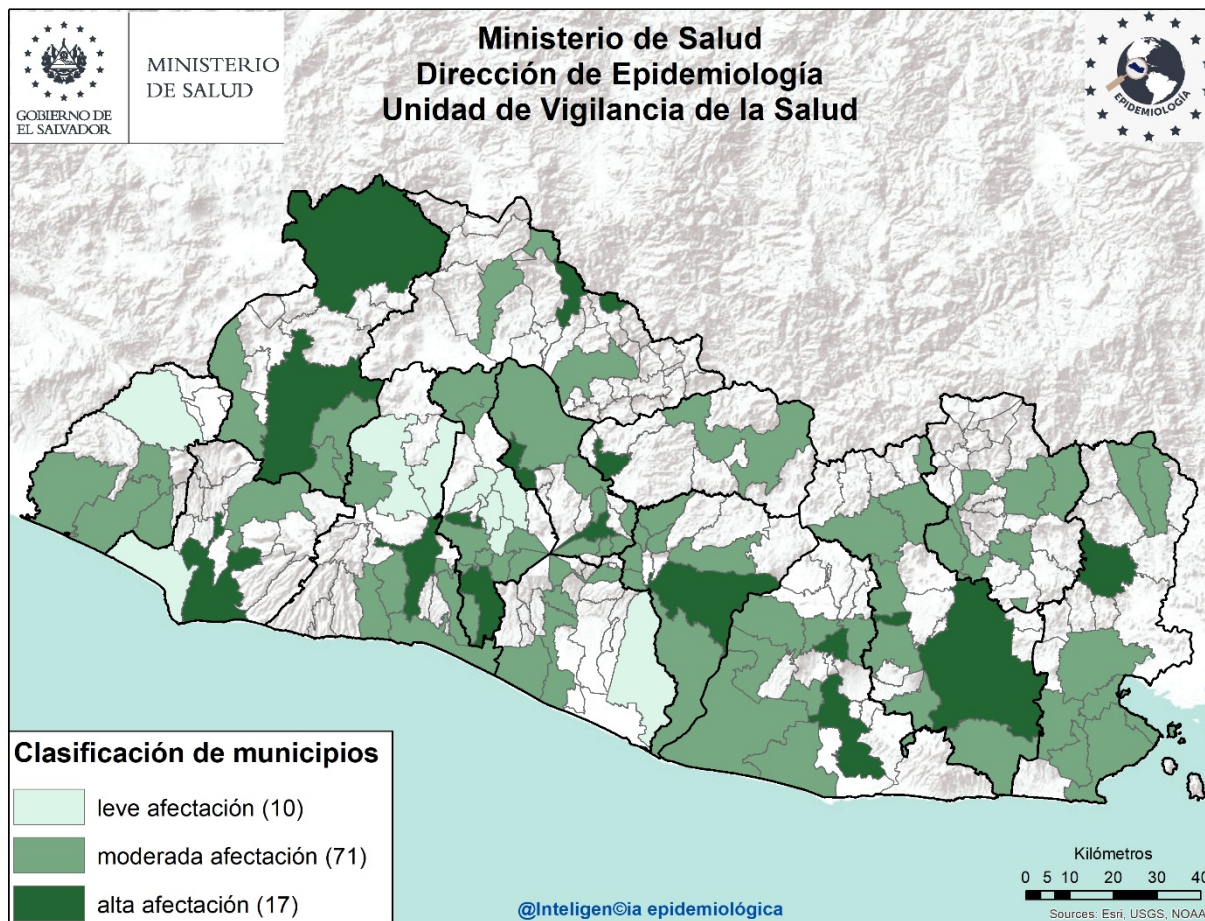 GOBIERNO DE
EL SALVADOR
MINISTERIO
DE SALUD
Ministerio de Salud
Dirección de Epidemiología
Unidad de Vigilancia de la Salud
EPIDEMIOLOGÍA
Clasificación de municipios
leve afectación (10)
moderada afectación (71)
alta afectación (17)
@Inteligen©ia epidemiológica
Kilómetros
0 5 10 20 30 40
Sources: Esri, USGS, NOAA